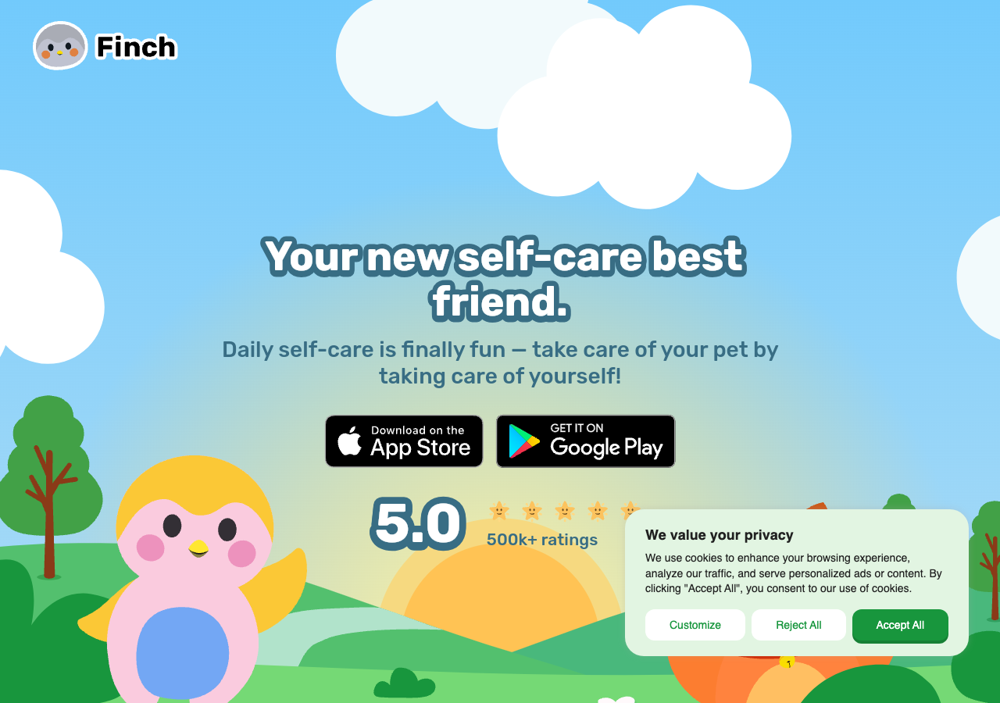 Finch
Your new self-care best
friend.
Daily self-care is finally fun — take care of your pet by
taking care of yourself!
Download on the
App Store
GET IT ON
Google Play
5.0
500k+ ratings
We value your privacy
We use cookies to enhance your browsing experience,
analyze our traffic, and serve personalized ads or content. By
clicking "Accept All", you consent to our use of cookies.
Customize
Reject All
Accept All